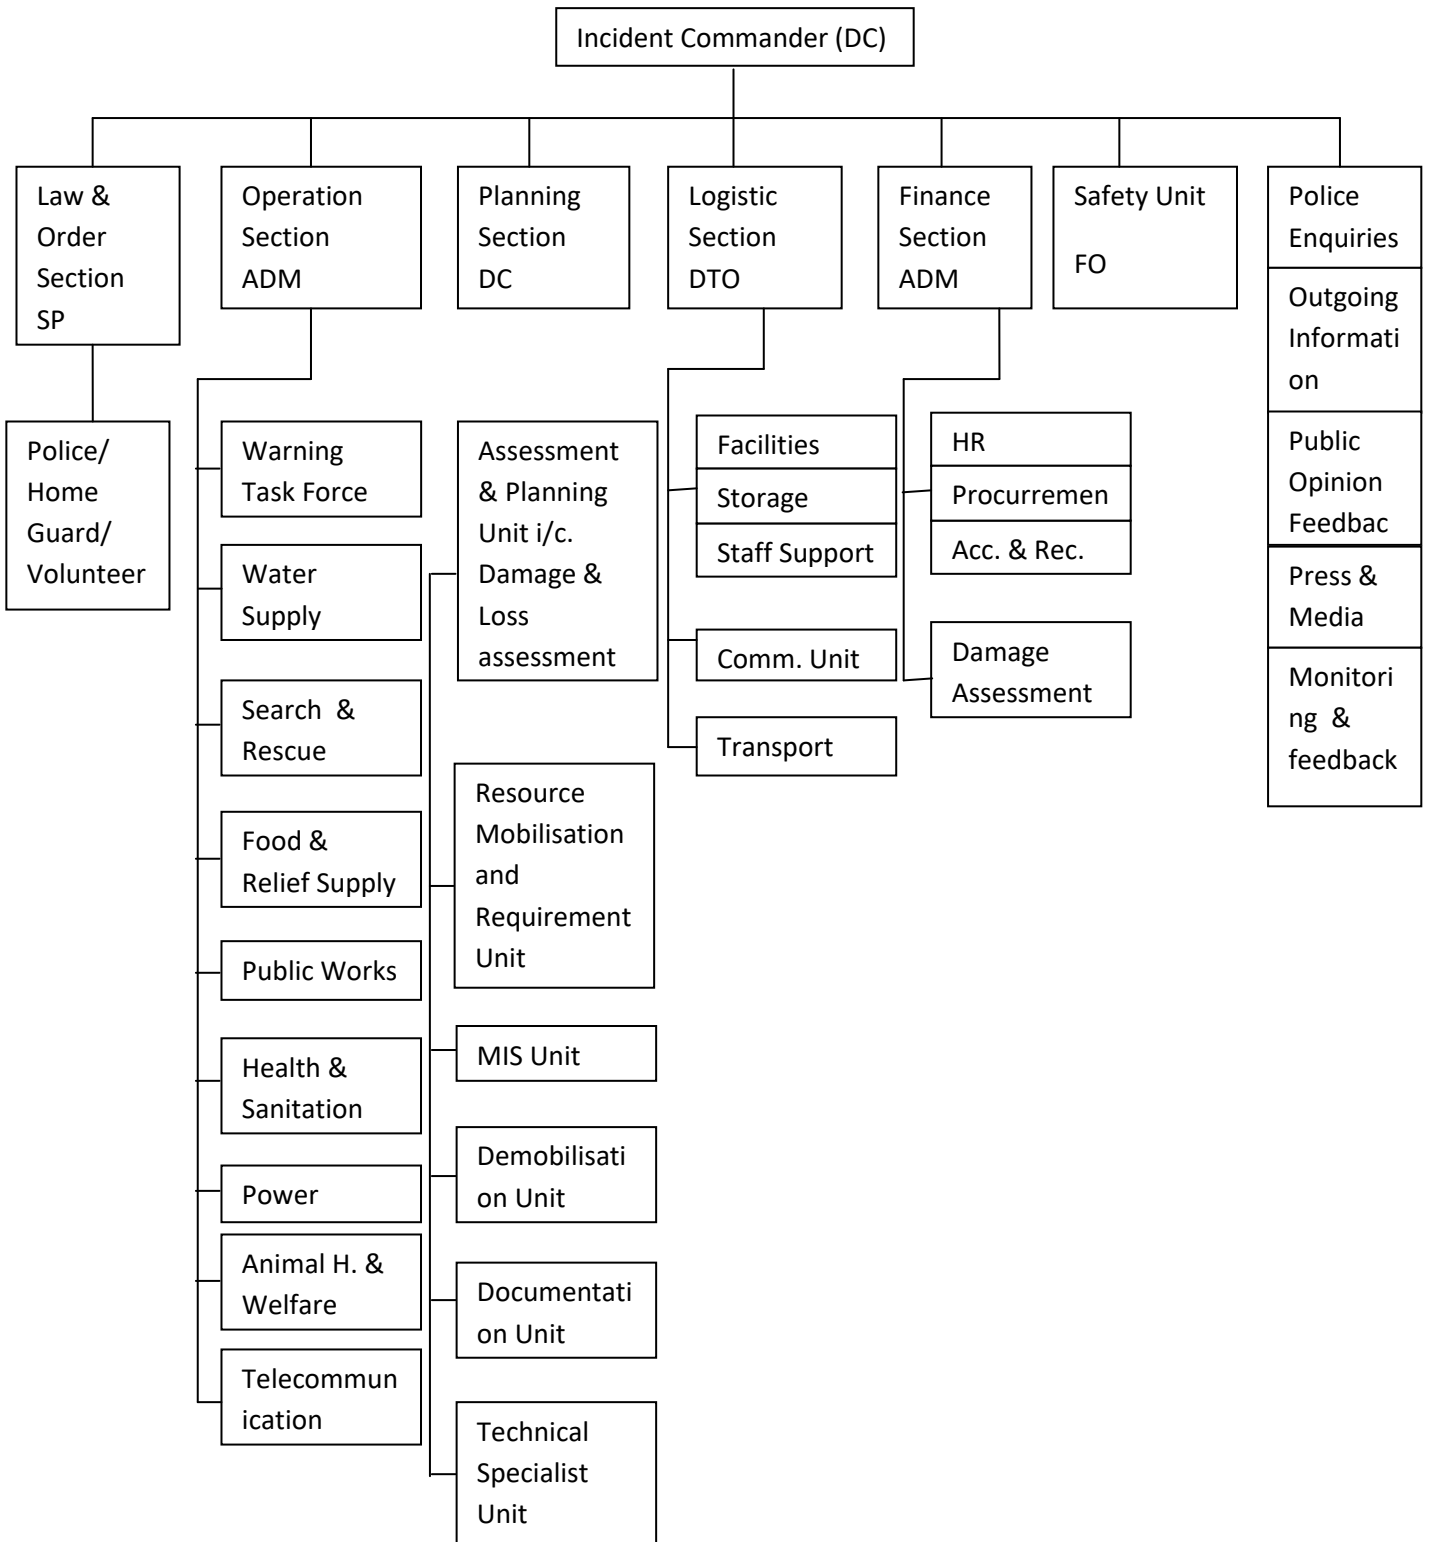 Incident Commander (DC)
Law &
Order
Section
SP
Operation
Section
ADM
Planning
Section
DC
Logistic
Section
DTO
Finance
Section
ADM
Safety Unit
FO
Police
Enquiries
Outgoing
Informati
on
Public
Opinion
Feedbac
Press &
Media
Monitori
ng &
feedback
Police/
Home
Guard/
Volunteer
Warning
Task Force
Water
Supply
Search &
Rescue
Food &
Relief Supply
Public Works
Health &
Sanitation
Power
Animal H. &
Welfare
Telecommun
ication
Assessment
& Planning
Unit i/c.
Damage &
Loss
assessment
Resource
Mobilisation
and
Requirement
Unit
MIS Unit
Demobilisati
on Unit
Documentati
on Unit
Technical
Specialist
Unit
Facilities
Storage
Staff Support
Comm. Unit
Transport
HR
Procurremen
Acc. & Rec.
Damage
Assessment